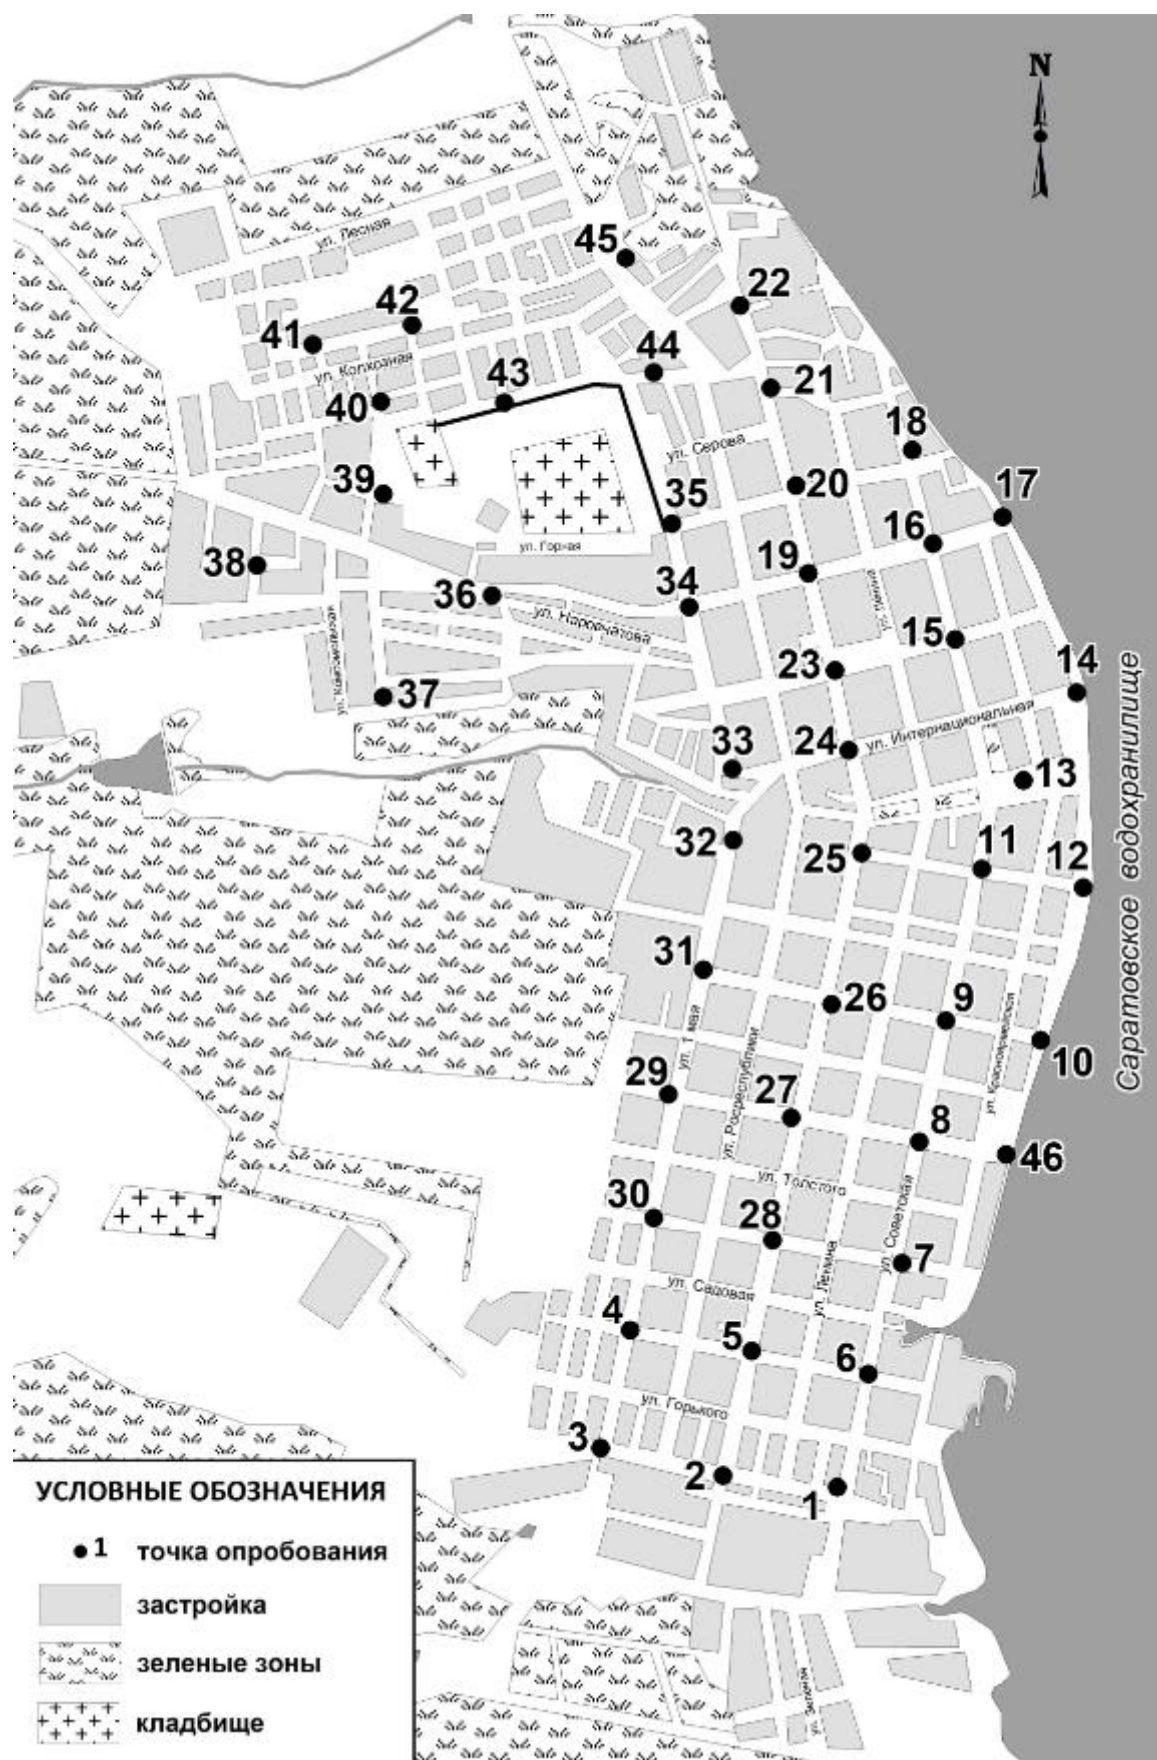 N
ул. Лесная
45
22
42
41
44
ул. Колхозная
43
21
40
18
ул. Серова
39
20
17
35
16
ул. Горная
38
19
34
36
ул. Ленина
ул. Наровчатова
15
ул. Комсомольская
23
14
37
ул. Интернациональная
24
33
13
Саратовское водохранилище
32
25
11
12
31
26
9
ул. 1 мая
10
ул. Красноармейская
29
27
ул. Росреспублики
8
46
ул. Толстого
30
28
ул. Советская
7
ул. Ленина
ул. Садовая
4
5
6
ул. Горького
3
2
1
УСЛОВНЫЕ ОБОЗНАЧЕНИЯ
1 точка опробования
застройка
зеленые зоны
кладбище
ул. Зеленая